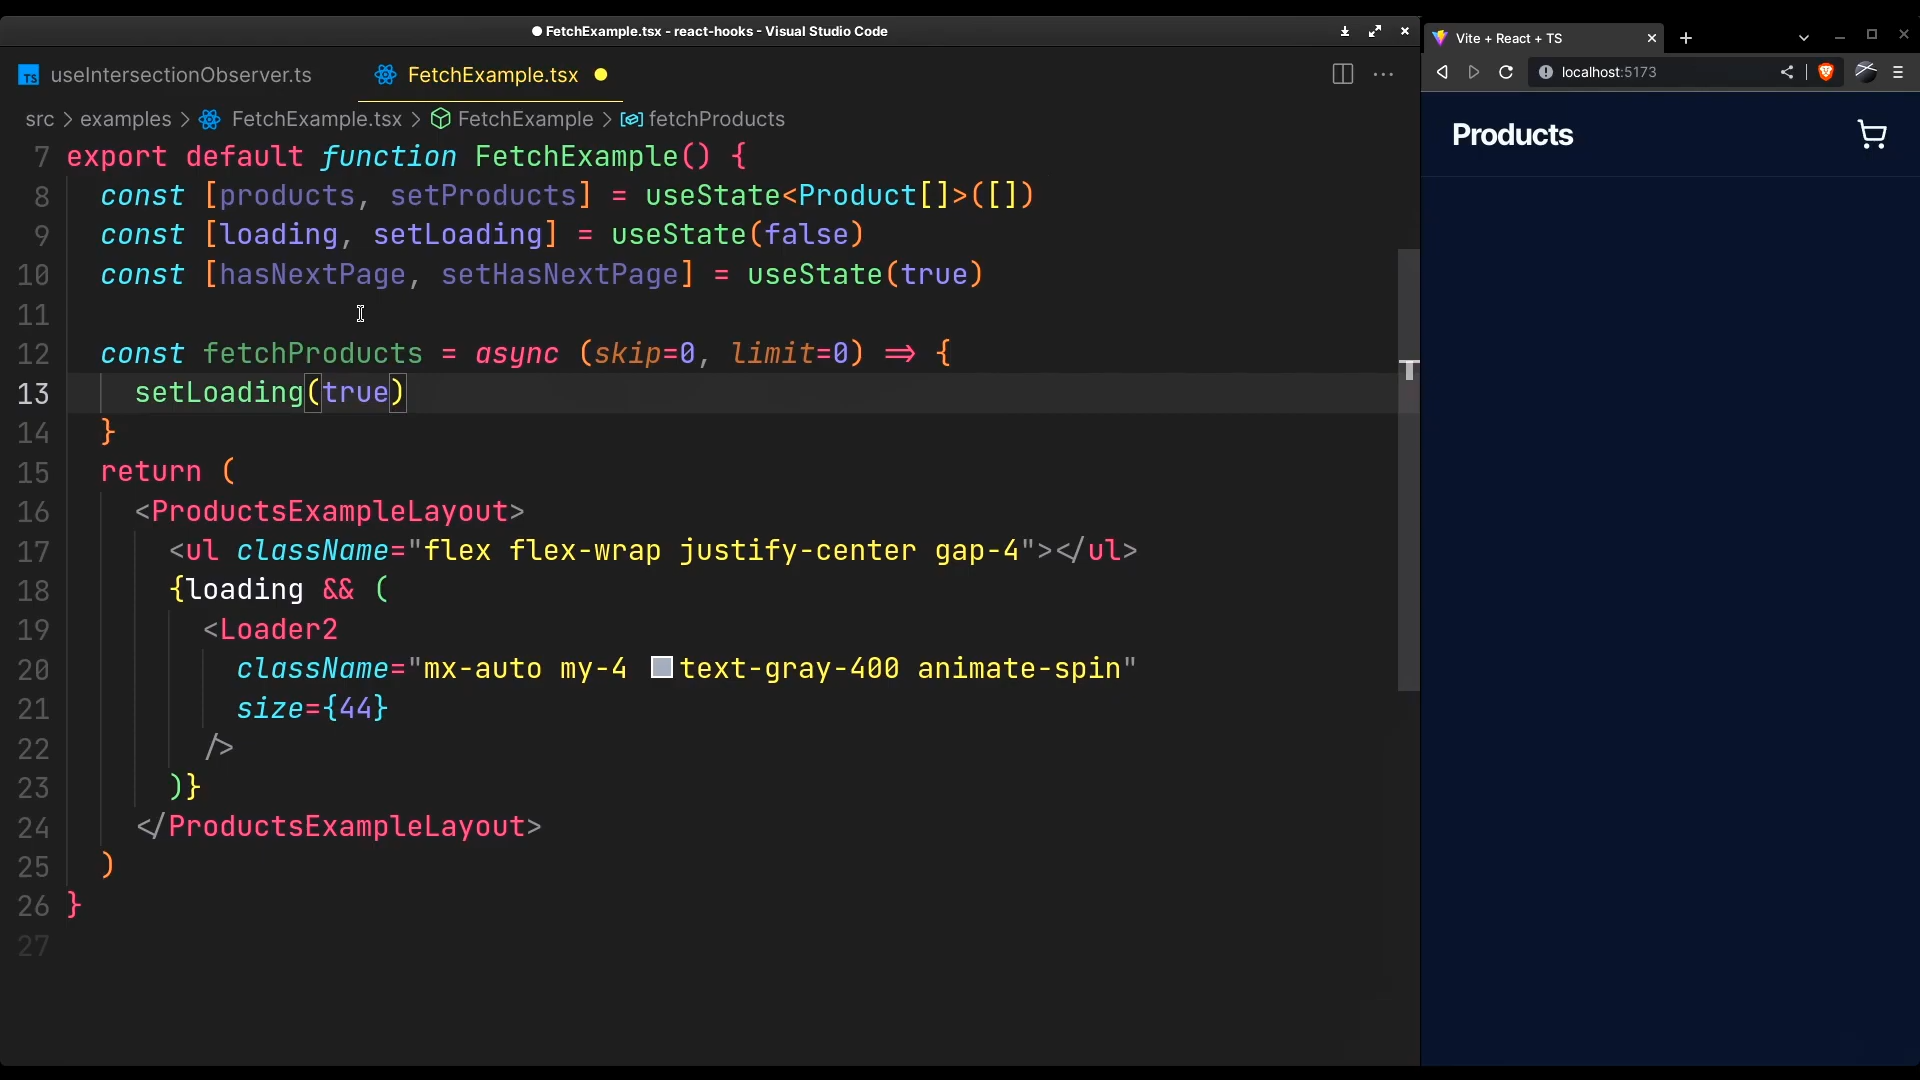 FetchExample.tsx - react-hooks - Visual Studio Code
TS useIntersectionObserver.ts FetchExample.tsx
src > examples > FetchExample.tsx > FetchExample > fetchProducts
7 export default function FetchExample() {
8 const [products, setProducts] = useState<Product[]>([])
9 const [loading, setLoading] = useState(false)
10 const [hasNextPage, setHasNextPage] = useState(true)
11
12 const fetchProducts = async (skip=0, limit=0) => {
13 setLoading(true)
14 }
15 return (
16 <ProductsExampleLayout>
17 <ul className="flex flex-wrap justify-center gap-4"></ul>
18 {loading && (
19 <Loader2
20 className="mx-auto my-4 text-gray-400 animate-spin"
21 size={44}
22 />
23 )}
24 </ProductsExampleLayout>
25 )
26 }
27
Vite + React + TS
localhost:5173
Products